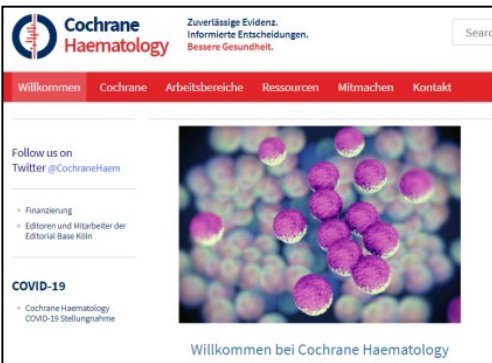 Cochrane
Haematology
Zuverlässige Evidenz.
Informierte Entscheidungen.
Bessere Gesundheit.
Searc
Willkommen Cochrane Arbeitsbereiche Ressourcen Mitmachen Kontakt
Follow us on
Twitter @CochraneHaem
Finanzierung
Editoren und Mitarbeiter der
Editorial Base Köln
COVID-19
Cochrane Haematology
COVID-19 Stellungnahme
Willkommen bei Cochrane Haematology